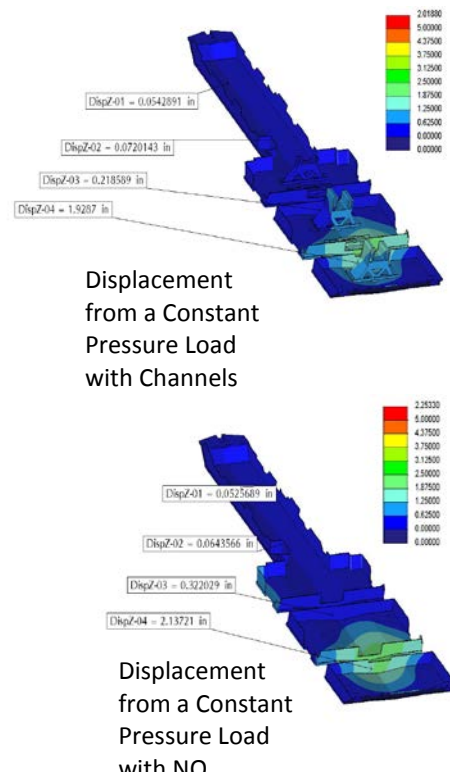 2.01880
5.00000
4.37500
3.75000
3.12500
2.50000
1.87500
1.25000
0.62500
0.00000
0.00000
DispZ-01 = 0.0542891 in
DispZ-02 = 0.0720143 in
DispZ-03 = 0.218589 in
DispZ-04 = 1.9287 in
Displacement
from a Constant
Pressure Load
with Channels
2.25330
5.00000
4.37500
3.75000
3.12500
2.50000
1.87500
1.25000
0.62500
0.00000
0.00000
DispZ-01 = 0.0525689 in
DispZ-02 = 0.0643566 in
DispZ-03 = 0.322029 in
DispZ-04 = 2.13721 in
Displacement
from a Constant
Pressure Load
with NO